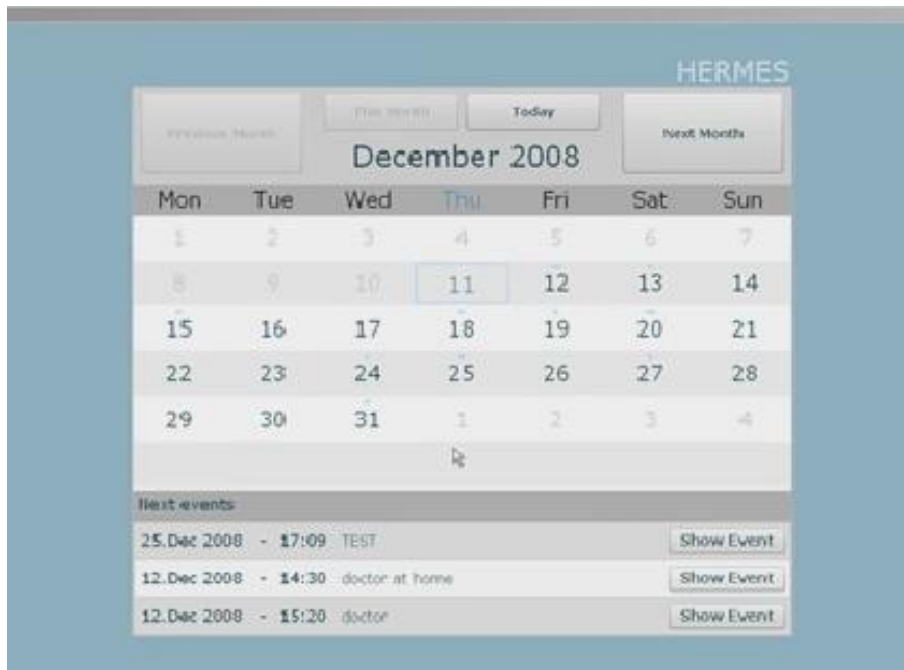 HERMES
This Month Today
Previous Month Next Month
December 2008
Mon Tue Wed Thu Fri Sat Sun
1 2 3 4 5 6 7
8 9 10 11 12 13 14
15 16 17 18 19 20 21
22 23 24 25 26 27 28
29 30 31 1 2 3 4
Next events
25.Dec 2008 - 17:09 TEST Show Event
12.Dec 2008 - 14:30 doctor at home Show Event
12.Dec 2008 - 15:20 doctor Show Event